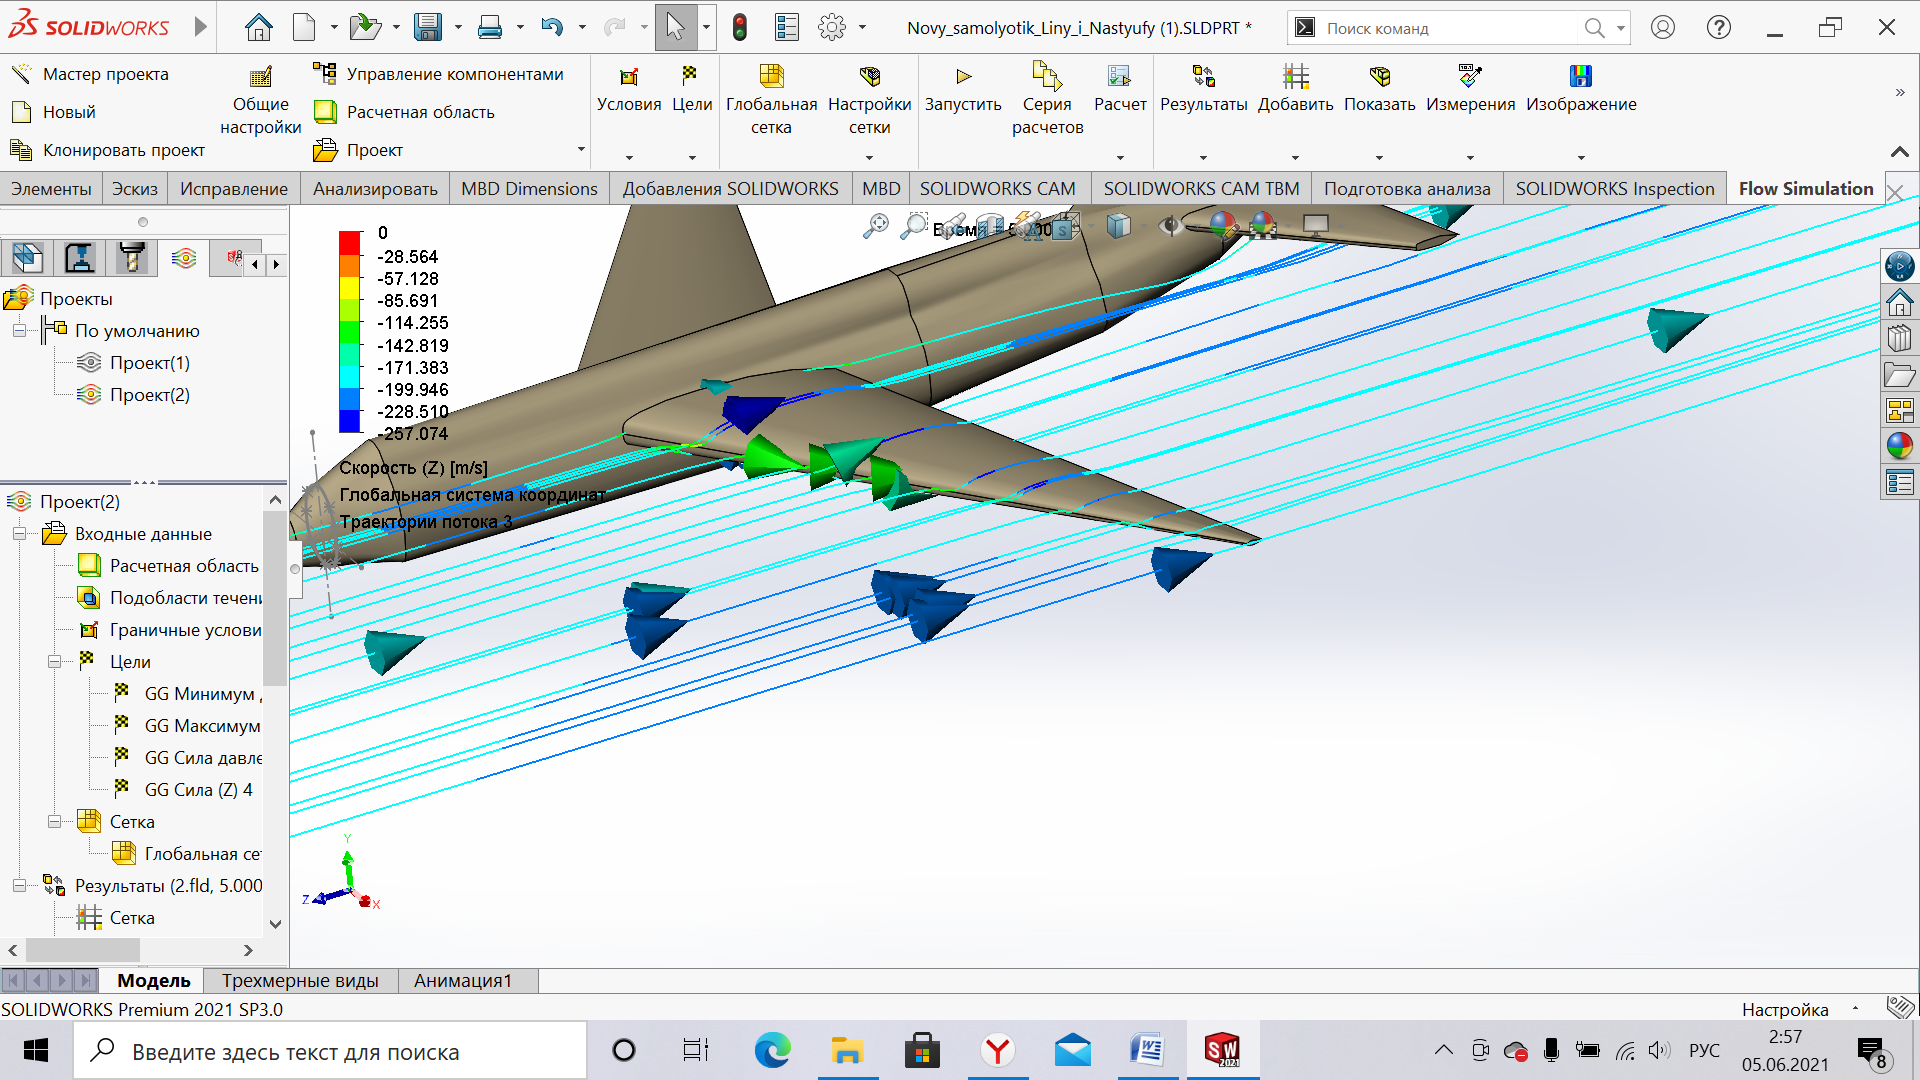 SOLIDWORKS
Novy_samolyotik_Liny_i_Nastyufy (1).SLDPRT *
Поиск команд
Мастер проекта
Новый
Клонировать проект
Общие
настройки
Управление компонентами
Расчетная область
Проект
Условия
Цели
Глобальная
сетка
Настройки
сетки
Запустить
Серия
расчетов
Расчет
Результаты
Добавить
Показать
Измерения
Изображение
Элементы
Эскиз
Исправление
Анализировать
MBD Dimensions
Добавления SOLIDWORKS
MBD
SOLIDWORKS CAM
SOLIDWORKS CAM TBM
Подготовка анализа
SOLIDWORKS Inspection
Flow Simulation
Проекты
По умолчанию
Проект(1)
Проект(2)
Проект(2)
Входные данные
Расчетная область
Подобласти течени
Граничные услови
Цели
GG Минимум
GG Максимум
GG Сила давле
GG Сила (Z) 4
Сетка
Глобальная се
Результаты (2.fld, 5.000
Сетка
0
-28.564
-57.128
-85.691
-114.255
-142.819
-171.383
-199.946
-228.510
-257.074
Скорость (Z) [m/s]
Глобальная система координат
Траектории потока 3
Y
Z
X
Модель
Трехмерные виды
Анимация1
SOLIDWORKS Premium 2021 SP3.0
Настройка
Введите здесь текст для поиска
SW
2021
РУС
2:57
05.06.2021
8